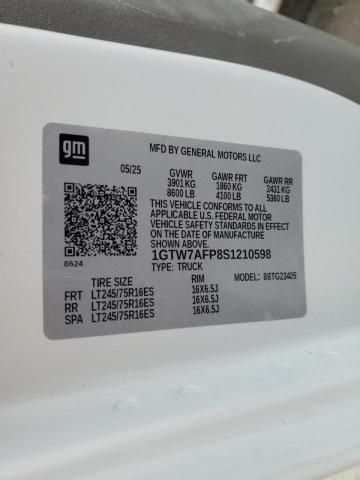 gm
MFD BY GENERAL MOTORS LLC
05/25 GVWR GAWR FRT GAWR RR
3901 KG 1860 KG 2431 KG
8600 LB 4100 LB 5360 LB
THIS VEHICLE CONFORMS TO ALL
APPLICABLE U.S. FEDERAL MOTOR
VEHICLE SAFETY STANDARDS IN EFFECT
ON THE DATE OF MANUFACTURE
SHOWN ABOVE.
1GTW7AFP8S1210598
8624 TYPE: TRUCK
TIRE SIZE RIM 88TG23405
FRT LT245/75R16ES 16X6.5J
RR LT245/75R16ES 16X6.5J
SPA LT245/75R16ES 16X6.5J